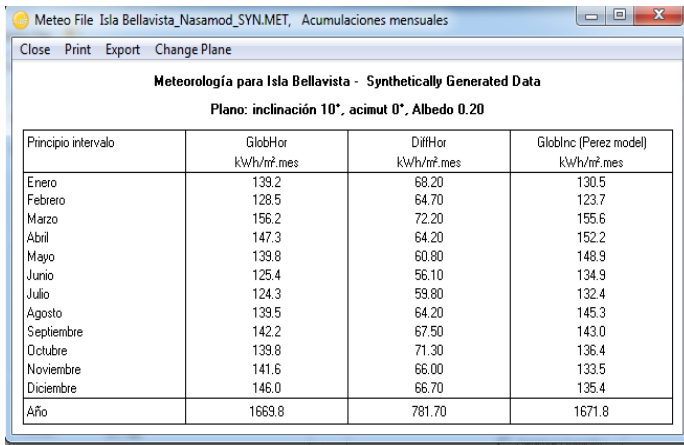 Meteo File Isla Bellavista_Nasamod_SYN.MET, Acumulaciones mensuales
Close Print Export Change Plane
Meteorología para Isla Bellavista - Synthetically Generated Data
Plano: inclinación 10°, acimut 0°, Albedo 0.20
Principio intervalo GlobHor DiffHor GlobInc (Perez model)
kWh/m².mes kWh/m².mes kWh/m².mes
Enero 139.2 68.20 130.5
Febrero 128.5 64.70 123.7
Marzo 156.2 72.20 155.6
Abril 147.3 64.20 152.2
Mayo 139.8 60.80 148.9
Junio 125.4 56.10 134.9
Julio 124.3 59.80 132.4
Agosto 139.5 64.20 145.3
Septiembre 142.2 67.50 143.0
Octubre 139.8 71.30 136.4
Noviembre 141.6 66.00 133.5
Diciembre 146.0 66.70 135.4
Año 1669.8 781.70 1671.8